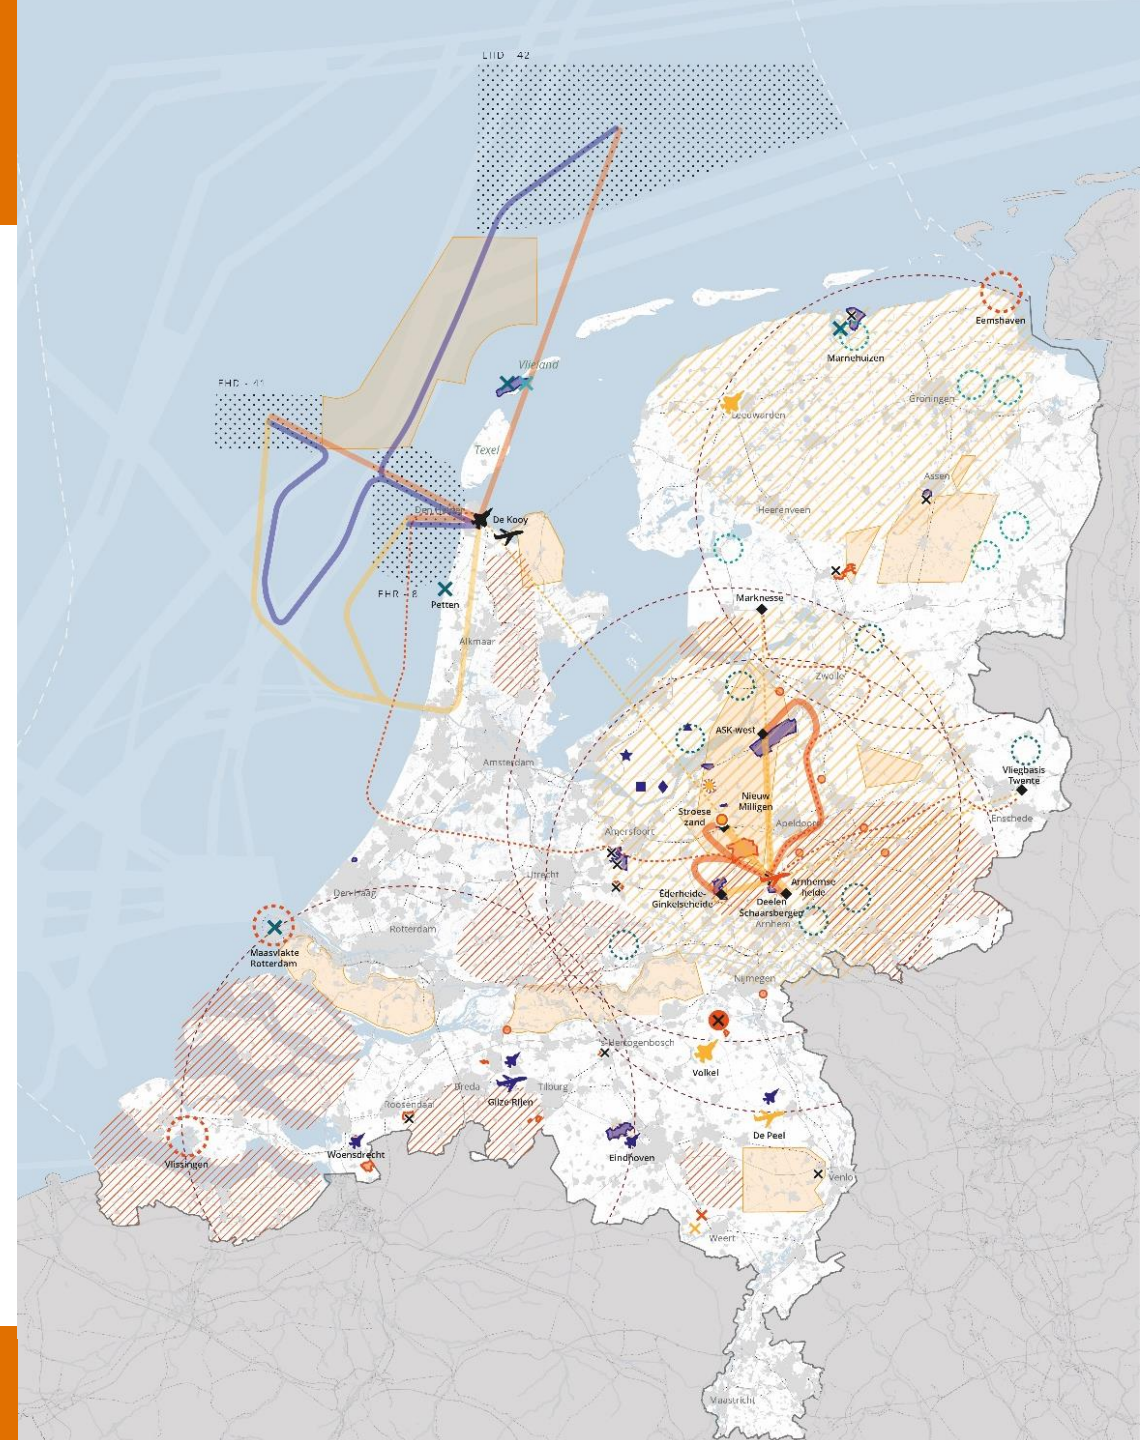 EHD - 42
EHD - 41
Vlieland
Texel
Den Helder
De Kooy
EHR - 8
Petten
Alkmaar
Eemshaven
Marnehuizen
Groningen
Leeuwarden
Assen
Heerenveen
Marknesse
Zwolle
ASK-west
Amsterdam
Vliegbasis
Twente
Nieuw
Milligen
Stroese
zand
Apeldoorn
Enschede
Amersfoort
Utrecht
Den Haag
Ederheide-
Ginkelseheide
Arnhemse
heide
Deelen
Schaarsbergen
Arnhem
Rotterdam
Maasvlakte
Rotterdam
Nijmegen
's-Hertogenbosch
Volkel
Breda
Tilburg
Gilze-Rijen
Roosendaal
De Peel
Woensdrecht
Eindhoven
Vlissingen
Venlo
Weert
Maastricht